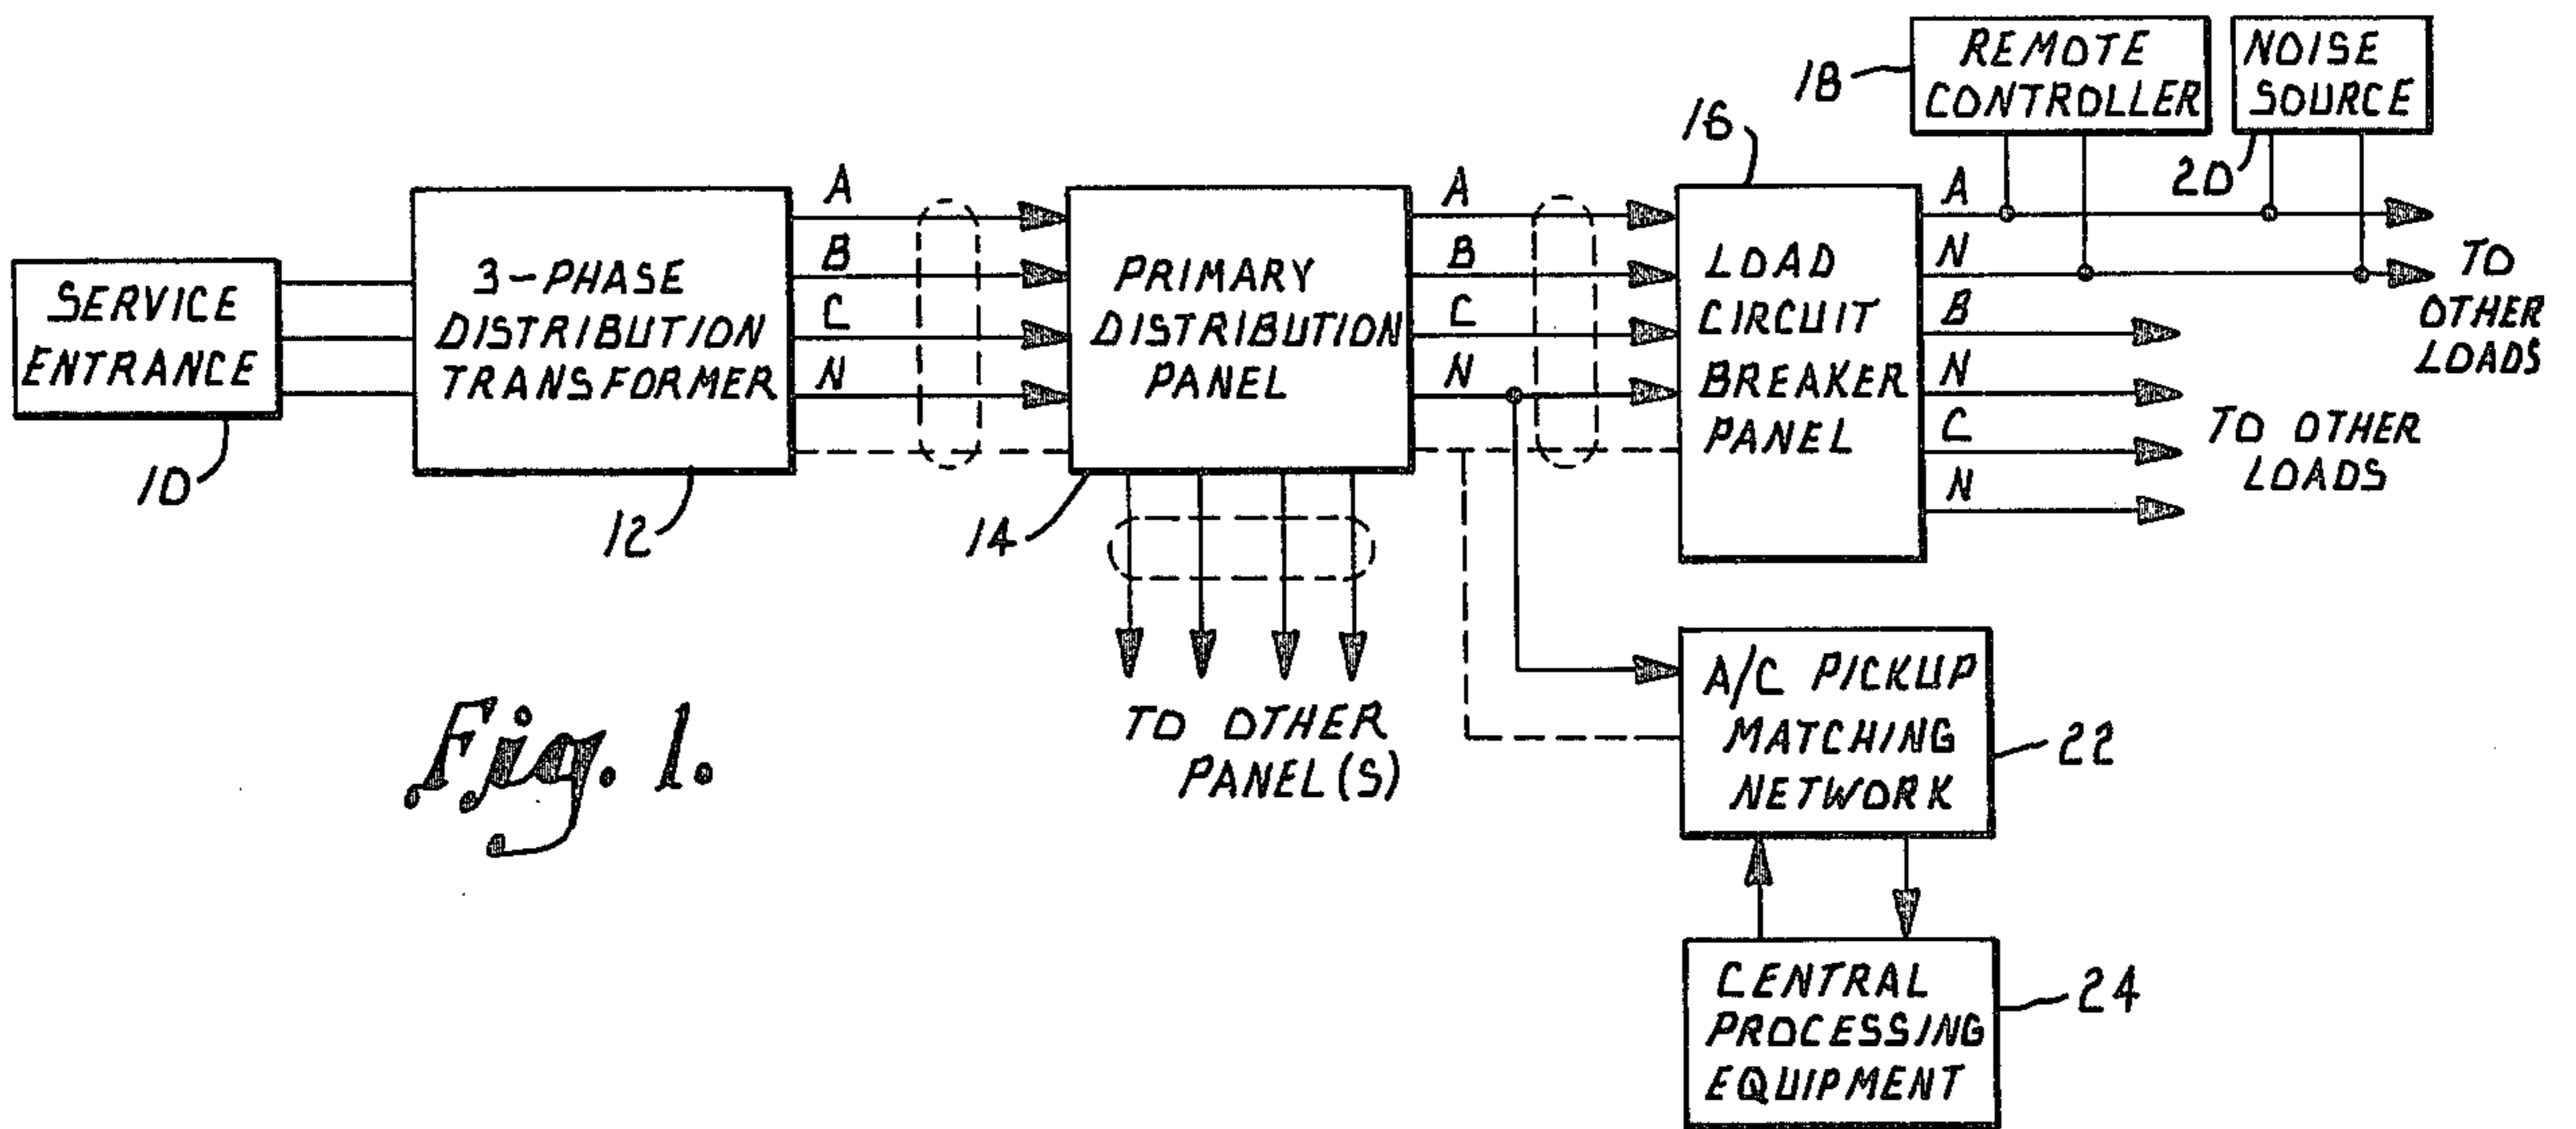 SERVICE
ENTRANCE
10
3-PHASE
DISTRIBUTION
TRANSFORMER
12
A
B
C
N
PRIMARY
DISTRIBUTION
PANEL
14
TO OTHER
PANEL(S)
A
B
C
N
16
LOAD
CIRCUIT
BREAKER
PANEL
18
REMOTE
CONTROLLER
NOISE
SOURCE
20
A
N
B
N
C
N
TO
OTHER
LOADS
TO OTHER
LOADS
A/C PICKUP
MATCHING
NETWORK
22
CENTRAL
PROCESSING
EQUIPMENT
24
Fig. 1.